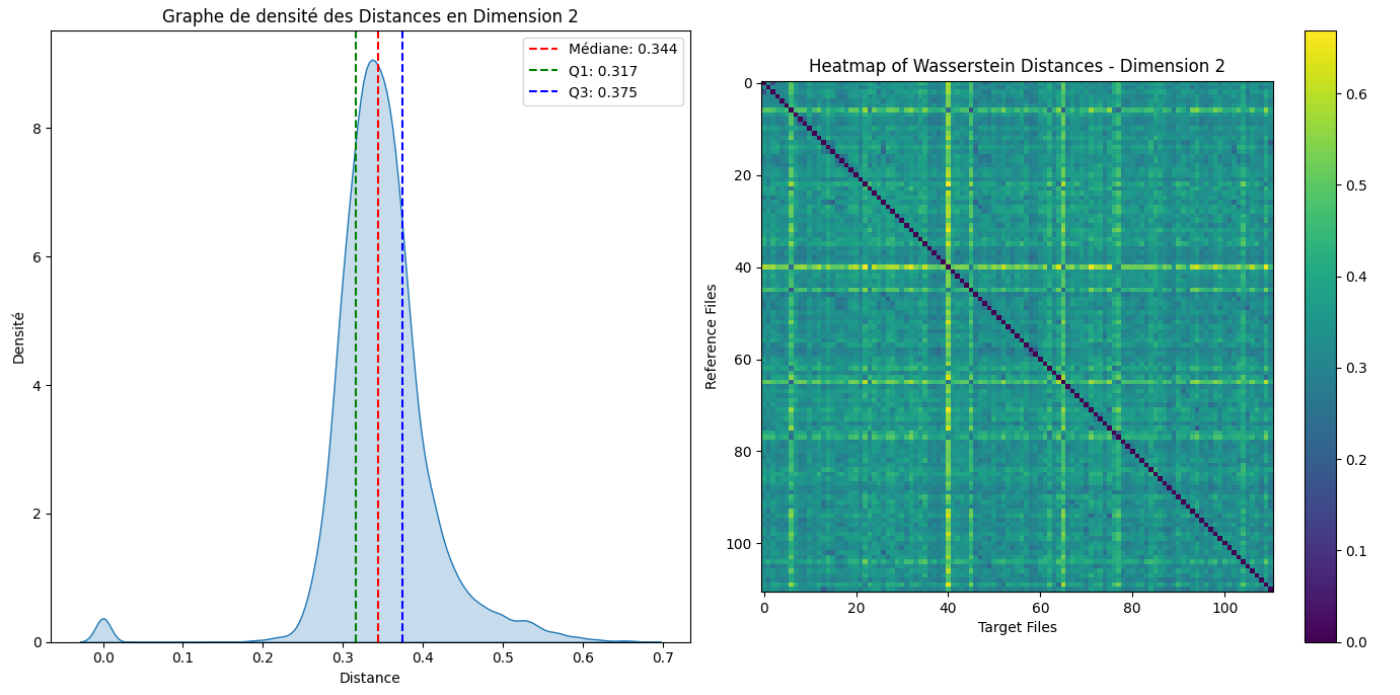 Graphe de densité des Distances en Dimension 2
Médiane: 0.344
Q1: 0.317
Q3: 0.375
Densité
8
6
4
2
0
0.0 0.1 0.2 0.3 0.4 0.5 0.6 0.7
Distance
Heatmap of Wasserstein Distances - Dimension 2
Reference Files
0
20
40
60
80
100
0 20 40 60 80 100
Target Files
0.6
0.5
0.4
0.3
0.2
0.1
0.0